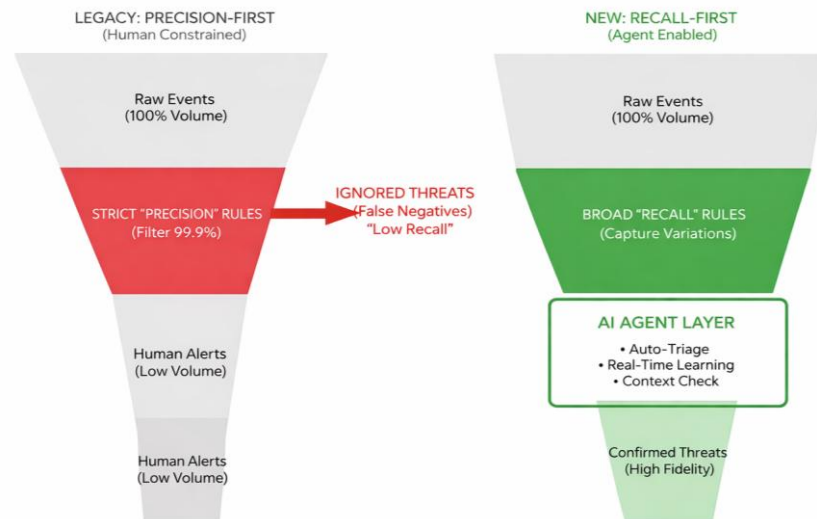 LEGACY: PRECISION-FIRST
(Human Constrained)
Raw Events
(100% Volume)
STRICT "PRECISION" RULES
(Filter 99.9%)
IGNORED THREATS
(False Negatives)
“Low Recall”
Human Alerts
(Low Volume)
Human Alerts
(Low Volume)
NEW: RECALL-FIRST
(Agent Enabled)
Raw Events
(100% Volume)
BROAD "RECALL" RULES
(Capture Variations)
AI AGENT LAYER
• Auto-Triage
• Real-Time Learning
• Context Check
Confirmed Threats
(High Fidelity)